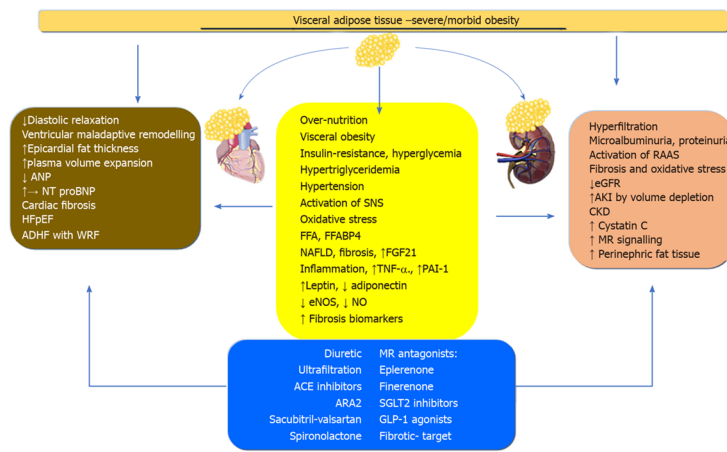 Visceral adipose tissue –severe/morbid obesity
↓Diastolic relaxation
Ventricular maladaptive remodelling
↑Epicardial fat thickness
↑plasma volume expansion
↓ ANP
↑→ NT proBNP
Cardiac fibrosis
HFpEF
ADHF with WRF
Over-nutrition
Visceral obesity
Insulin-resistance, hyperglycemia
Hypertriglyceridemia
Hypertension
Activation of SNS
Oxidative stress
FFA, FFABP4
NAFLD, fibrosis, ↑FGF21
Inflammation, ↑TNF-α, ↑PAI-1
↑Leptin, ↓ adiponectin
↓ eNOS, ↓ NO
↑ Fibrosis biomarkers
Hyperfiltration
Microalbuminuria, proteinuria
Activation of RAAS
Fibrosis and oxidative stress
↓eGFR
↑AKI by volume depletion
CKD
↑ Cystatin C
↑ MR signalling
↑ Perinephric fat tissue
Diuretic
Ultrafiltration
ACE inhibitors
ARA2
Sacubitril-valsartan
Spironolactone
MR antagonists:
Eplerenone
Finerenone
SGLT2 inhibitors
GLP-1 agonists
Fibrotic- target